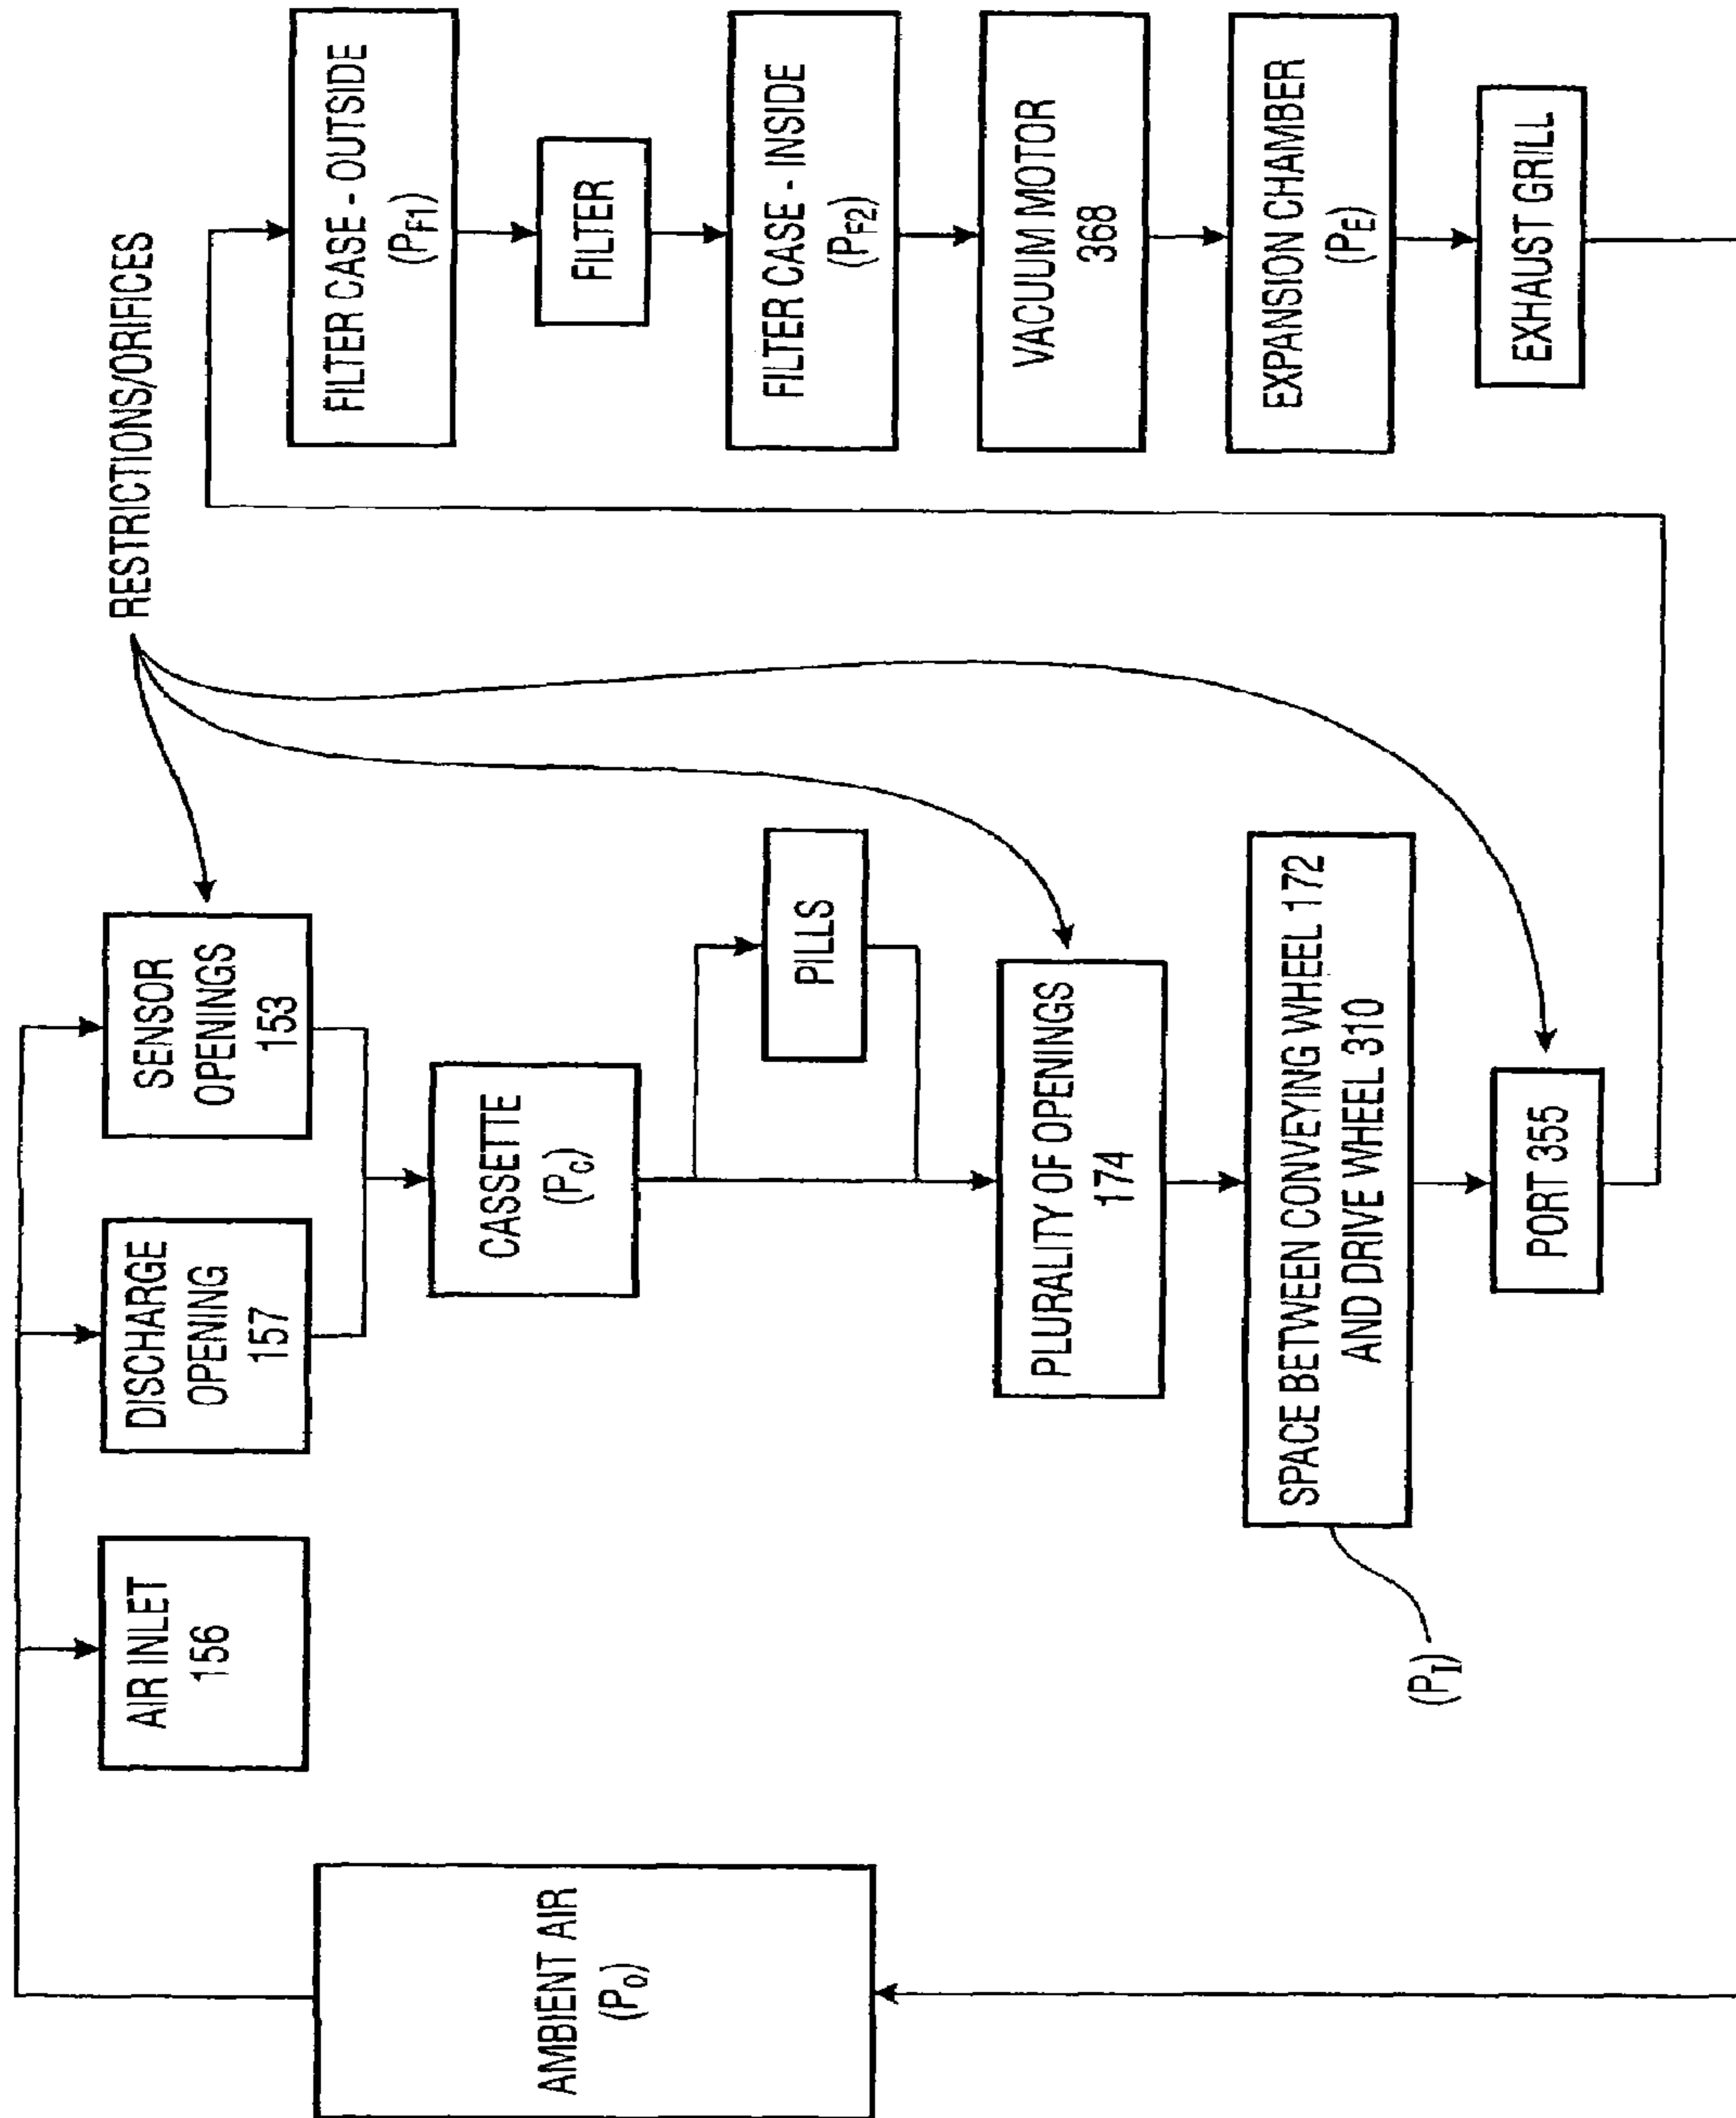 AMBIENT AIR
(P₀)
AIR INLET
156
DISCHARGE
OPENING
157
SENSOR
OPENINGS
153
RESTRICTIONS/ORIFICES
CASSETTE
(P_C)
PILLS
PLURALITY OF OPENINGS
174
SPACE BETWEEN CONVEYING WHEEL 172
AND DRIVE WHEEL 310
(P_I)
PORT 355
FILTER CASE - OUTSIDE
(P_F1)
FILTER
FILTER CASE - INSIDE
(P_F2)
VACUUM MOTOR
368
EXPANSION CHAMBER
(P_E)
EXHAUST GRILL